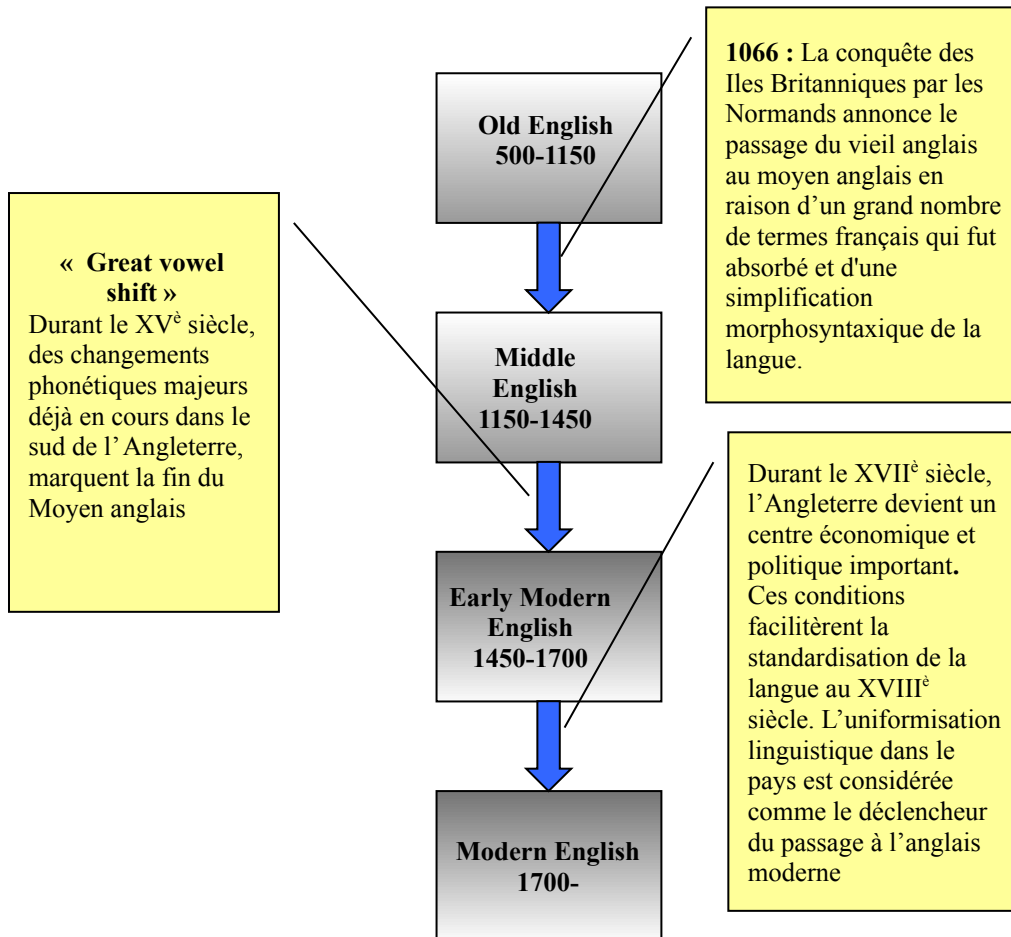 1066 : La conquête des
Iles Britanniques par les
Normands annonce le
passage du vieil anglais
au moyen anglais en
raison d’un grand nombre
de termes français qui fut
absorbé et d'une
simplification
morphosyntaxique de la
langue.
Old English
500-1150
« Great vowel
shift »
Durant le XVè siècle,
des changements
phonétiques majeurs
déjà en cours dans le
sud de l’Angleterre,
marquent la fin du
Moyen anglais
Middle
English
1150-1450
Durant le XVIIè siècle,
l’Angleterre devient un
centre économique et
politique important.
Ces conditions
facilitèrent la
standardisation de la
langue au XVIIIè
siècle. L’uniformisation
linguistique dans le
pays est considérée
comme le déclencheur
du passage à l’anglais
moderne
Early Modern
English
1450-1700
Modern English
1700-